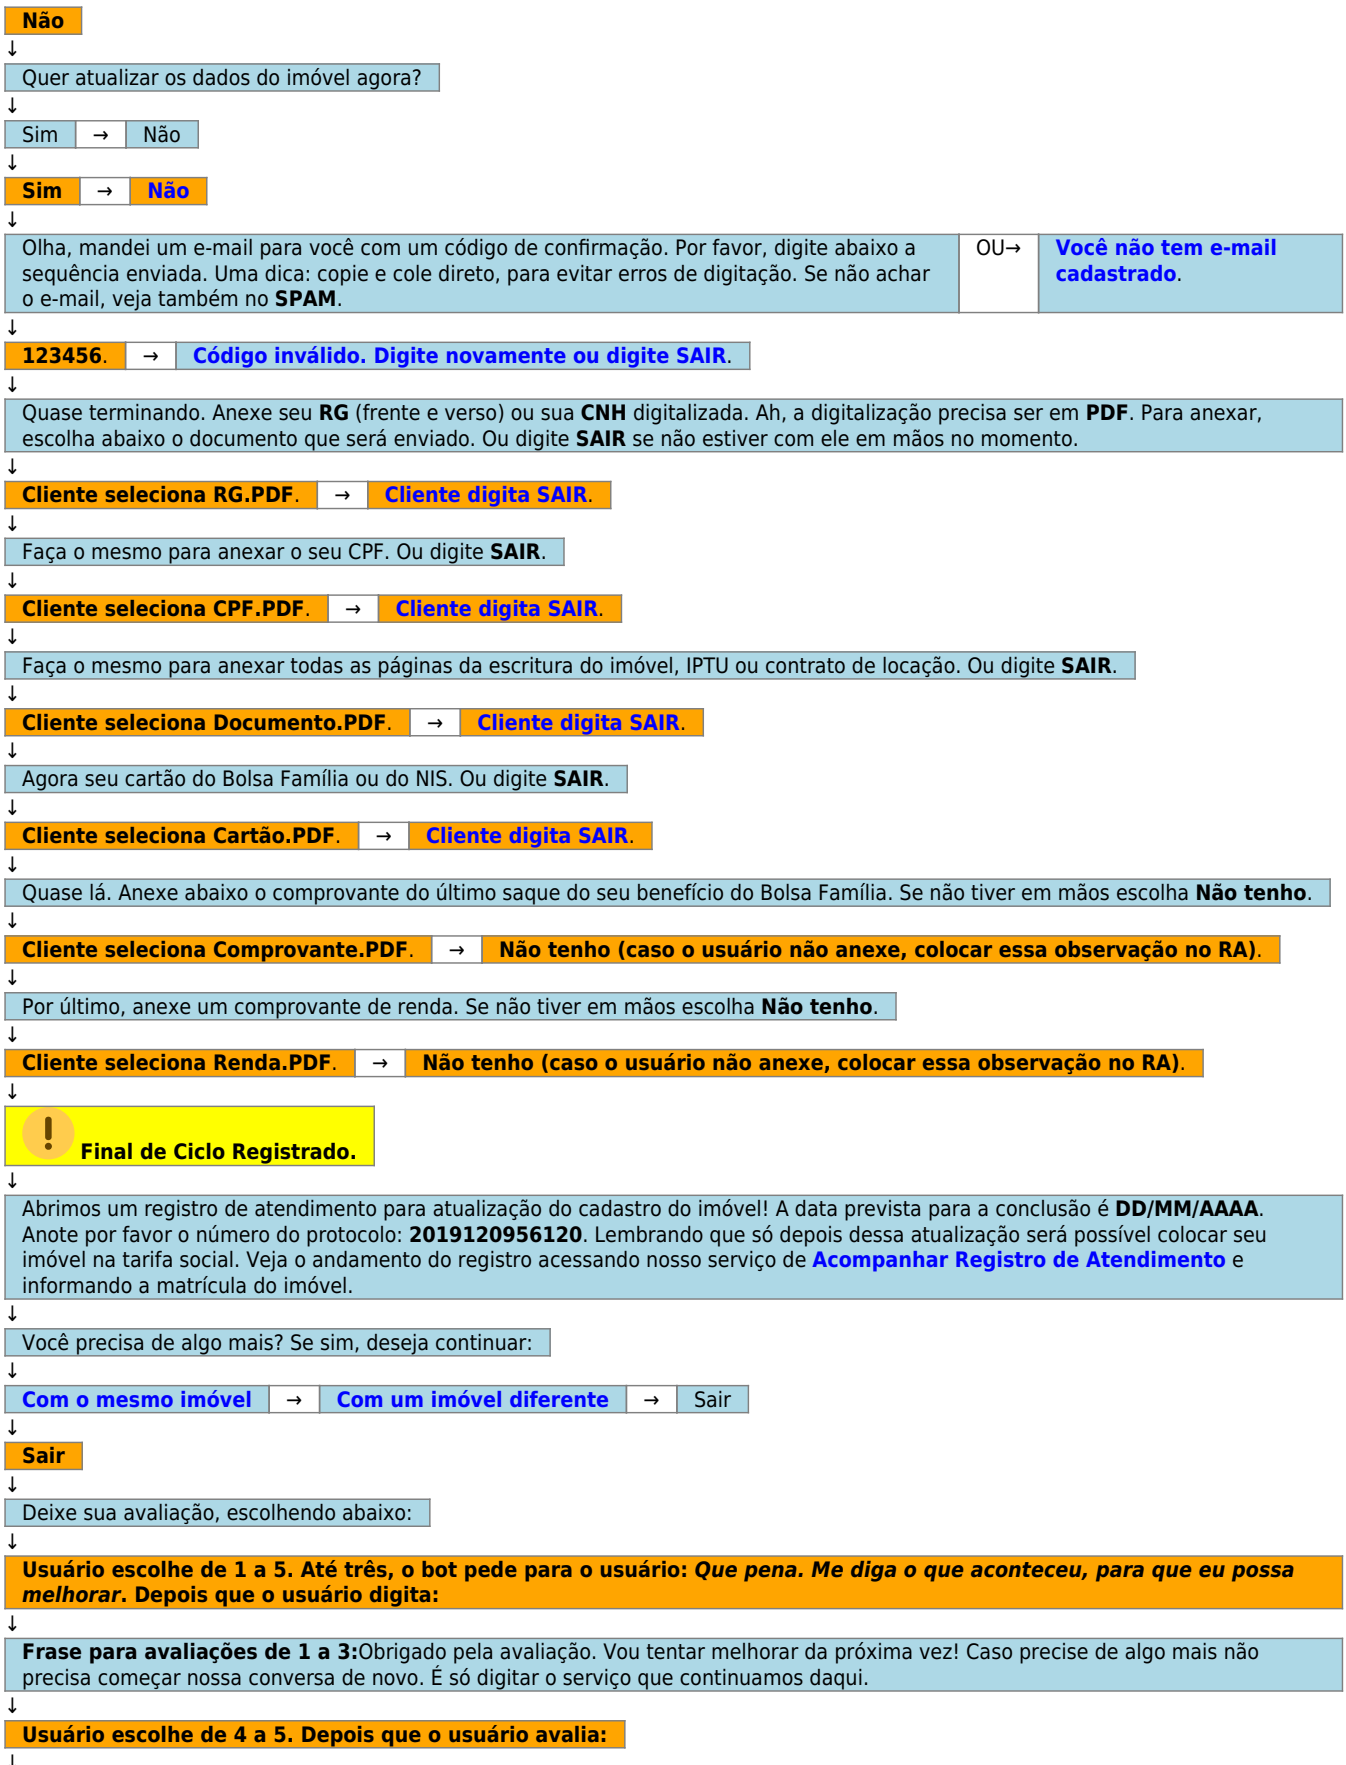 Não
↓
Quer atualizar os dados do imóvel agora?
↓
Sim → Não
↓
Sim → Não
↓
Olha, mandei um e-mail para você com um código de confirmação. Por favor, digite abaixo a OU→ Você não tem e-mail
sequência enviada. Uma dica: copie e cole direto, para evitar erros de digitação. Se não achar cadastrado.
o e-mail, veja também no SPAM.
↓
123456. → Código inválido. Digite novamente ou digite SAIR.
↓
Quase terminando. Anexe seu RG (frente e verso) ou sua CNH digitalizada. Ah, a digitalização precisa ser em PDF. Para anexar,
escolha abaixo o documento que será enviado. Ou digite SAIR se não estiver com ele em mãos no momento.
↓
Cliente seleciona RG.PDF. → Cliente digita SAIR.
↓
Faça o mesmo para anexar o seu CPF. Ou digite SAIR.
↓
Cliente seleciona CPF.PDF. → Cliente digita SAIR.
↓
Faça o mesmo para anexar todas as páginas da escritura do imóvel, IPTU ou contrato de locação. Ou digite SAIR.
↓
Cliente seleciona Documento.PDF. → Cliente digita SAIR.
↓
Agora seu cartão do Bolsa Família ou do NIS. Ou digite SAIR.
↓
Cliente seleciona Cartão.PDF. → Cliente digita SAIR.
↓
Quase lá. Anexe abaixo o comprovante do último saque do seu benefício do Bolsa Família. Se não tiver em mãos escolha Não tenho.
↓
Cliente seleciona Comprovante.PDF. → Não tenho (caso o usuário não anexe, colocar essa observação no RA).
↓
Por último, anexe um comprovante de renda. Se não tiver em mãos escolha Não tenho.
↓
Cliente seleciona Renda.PDF. → Não tenho (caso o usuário não anexe, colocar essa observação no RA).
↓
! Final de Ciclo Registrado.
↓
Abrimos um registro de atendimento para atualização do cadastro do imóvel! A data prevista para a conclusão é DD/MM/AAAA.
Anote por favor o número do protocolo: 2019120956120. Lembrando que só depois dessa atualização será possível colocar seu
imóvel na tarifa social. Veja o andamento do registro acessando nosso serviço de Acompanhar Registro de Atendimento e
informando a matrícula do imóvel.
↓
Você precisa de algo mais? Se sim, deseja continuar:
↓
Com o mesmo imóvel → Com um imóvel diferente → Sair
↓
Sair
↓
Deixe sua avaliação, escolhendo abaixo:
↓
Usuário escolhe de 1 a 5. Até três, o bot pede para o usuário: Que pena. Me diga o que aconteceu, para que eu possa
melhorar. Depois que o usuário digita:
↓
Frase para avaliações de 1 a 3:Obrigado pela avaliação. Vou tentar melhorar da próxima vez! Caso precise de algo mais não
precisa começar nossa conversa de novo. É só digitar o serviço que continuamos daqui.
↓
Usuário escolhe de 4 a 5. Depois que o usuário avalia:
↓